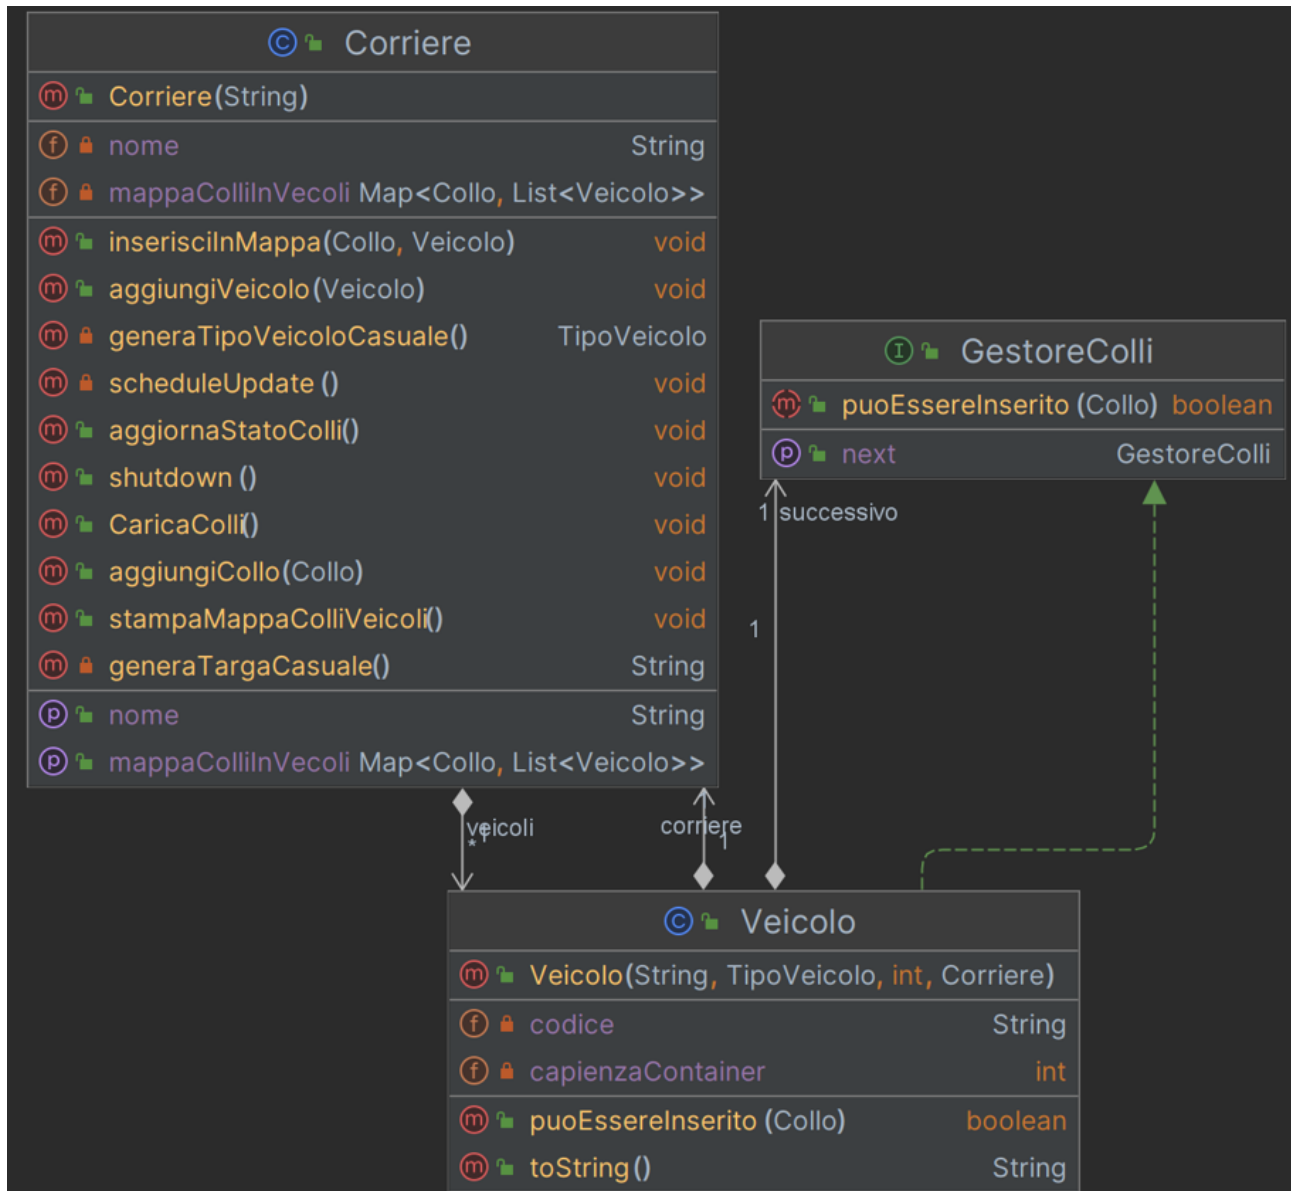 Corriere
Corriere(String)
nome String
mappaColliInVecoli Map<Collo, List<Veicolo>>
inserisciInMappa(Collo, Veicolo) void
aggiungiVeicolo(Veicolo) void
generaTipoVeicoloCasuale() TipoVeicolo
scheduleUpdate () void
aggiornaStatoColli() void
shutdown () void
CaricaColli() void
aggiungiCollo(Collo) void
stampaMappaColliVeicoli() void
generaTargaCasuale() String
nome String
mappaColliInVecoli Map<Collo, List<Veicolo>>
GestoreColli
puoEssereInserito (Collo) boolean
next GestoreColli
1 successivo
1
veicoli
* 1
corriere
1
Veicolo
Veicolo(String, TipoVeicolo, int, Corriere)
codice String
capienzaContainer int
puoEssereInserito (Collo) boolean
toString () String